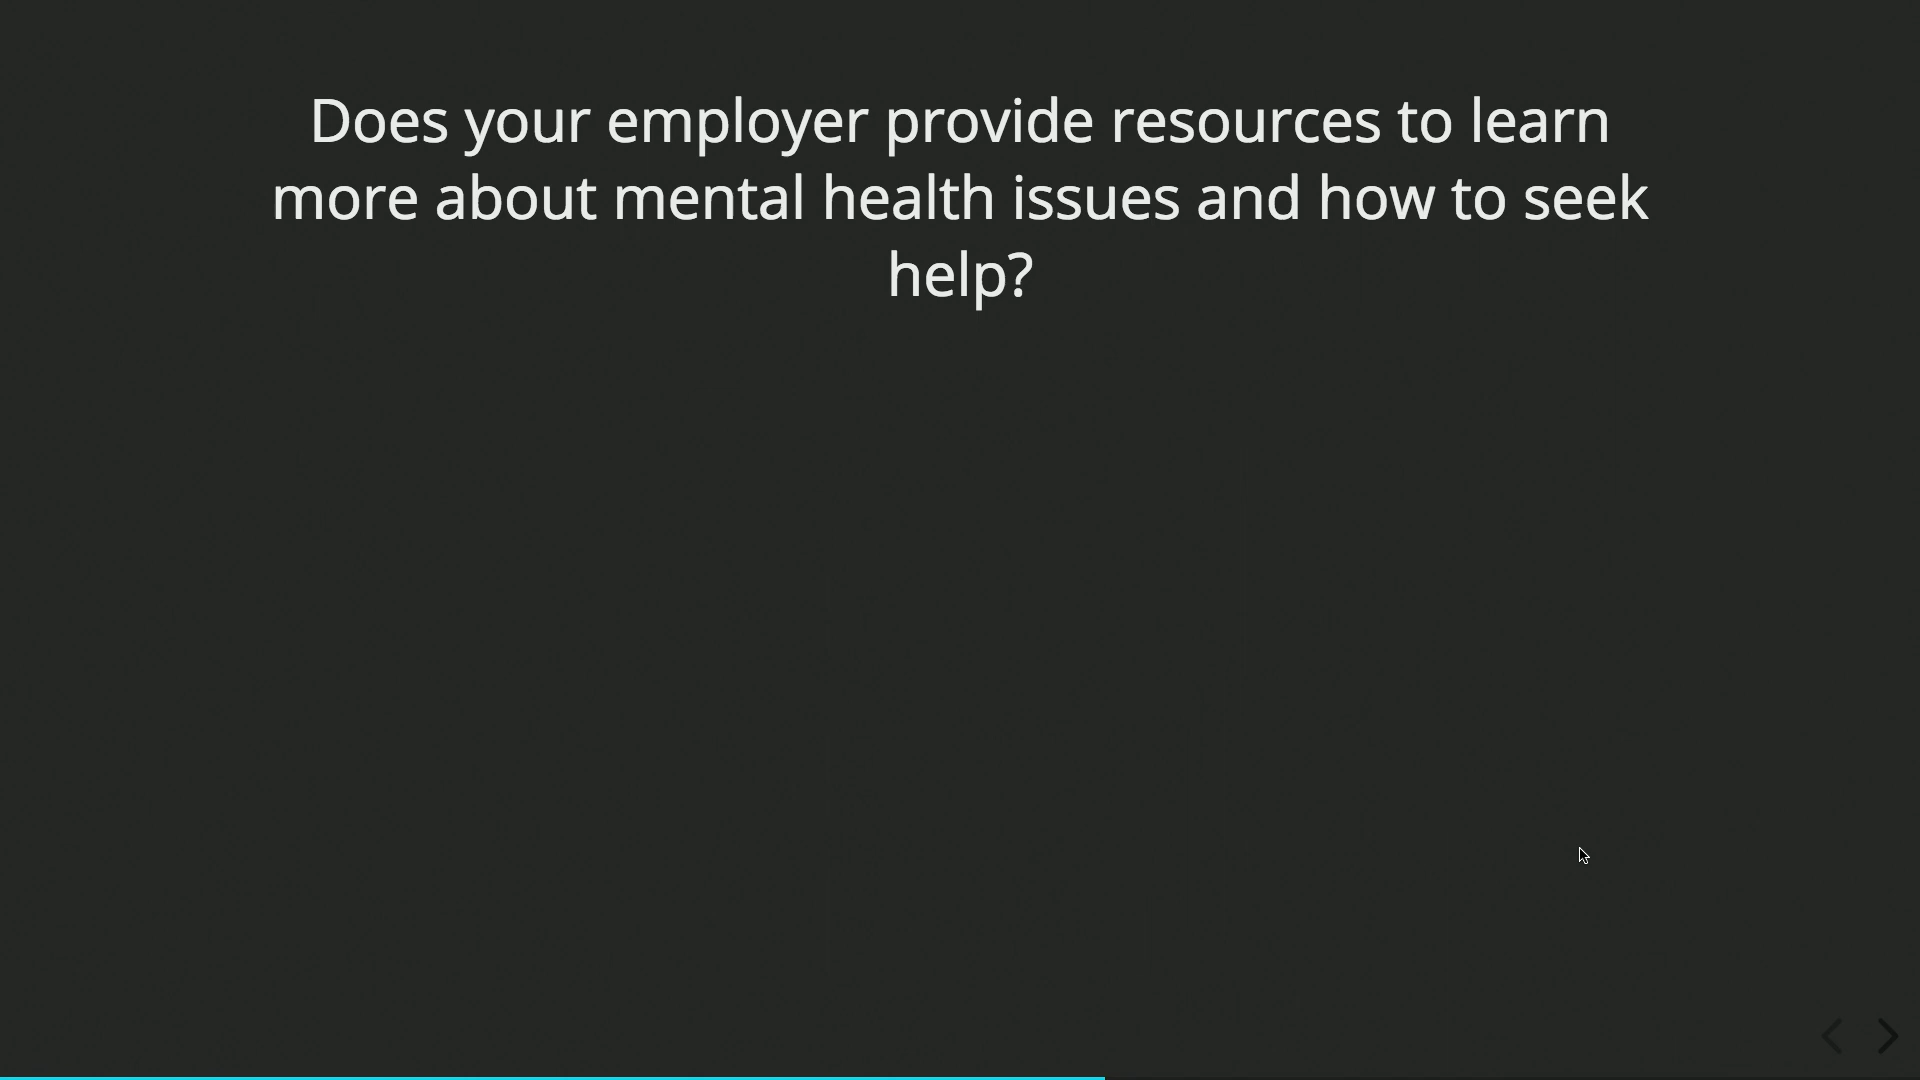 Does your employer provide resources to learn
more about mental health issues and how to seek
help?